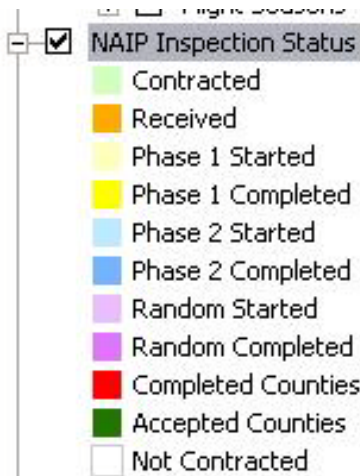 NAIP Inspection Status
Contracted
Received
Phase 1 Started
Phase 1 Completed
Phase 2 Started
Phase 2 Completed
Random Started
Random Completed
Completed Counties
Accepted Counties
Not Contracted